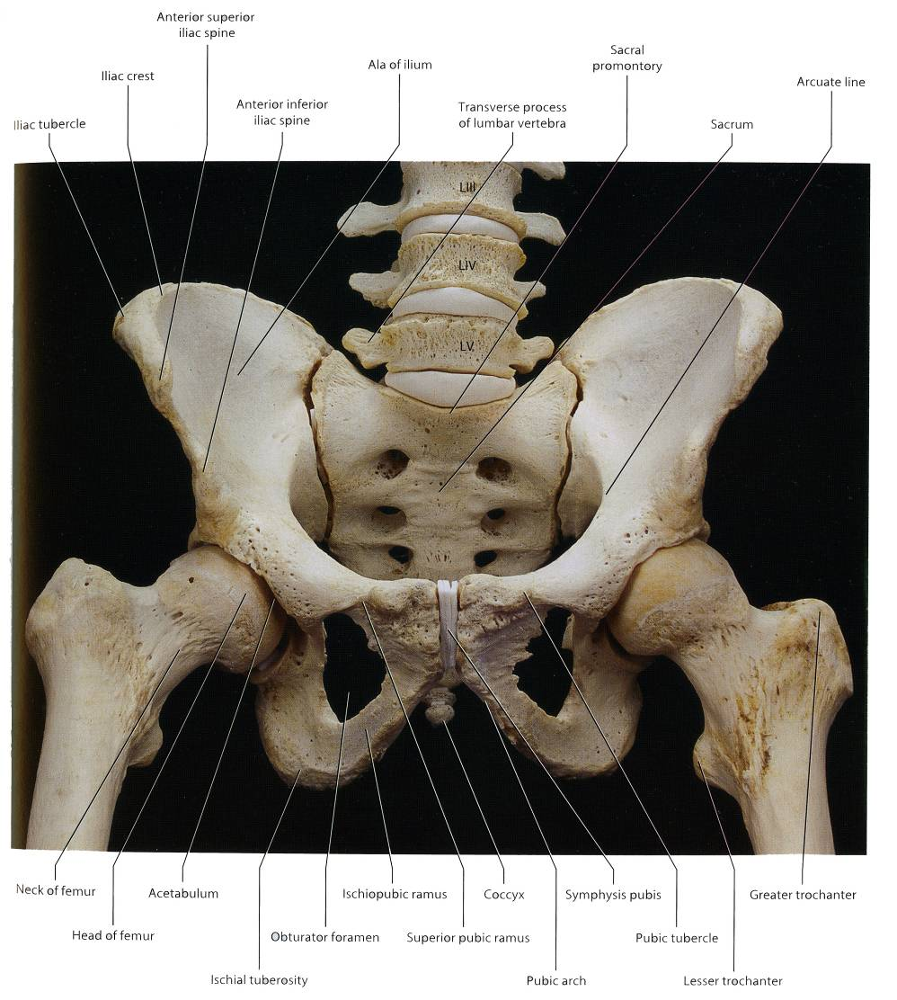 Anterior superior
iliac spine
Iliac crest
Iliac tubercle
Anterior inferior
iliac spine
Ala of ilium
Transverse process
of lumbar vertebra
Sacral
promontory
Sacrum
Arcuate line
LIII
LIV
LV
Neck of femur
Head of femur
Acetabulum
Ischial tuberosity
Obturator foramen
Ischiopubic ramus
Superior pubic ramus
Coccyx
Pubic arch
Symphysis pubis
Pubic tubercle
Lesser trochanter
Greater trochanter